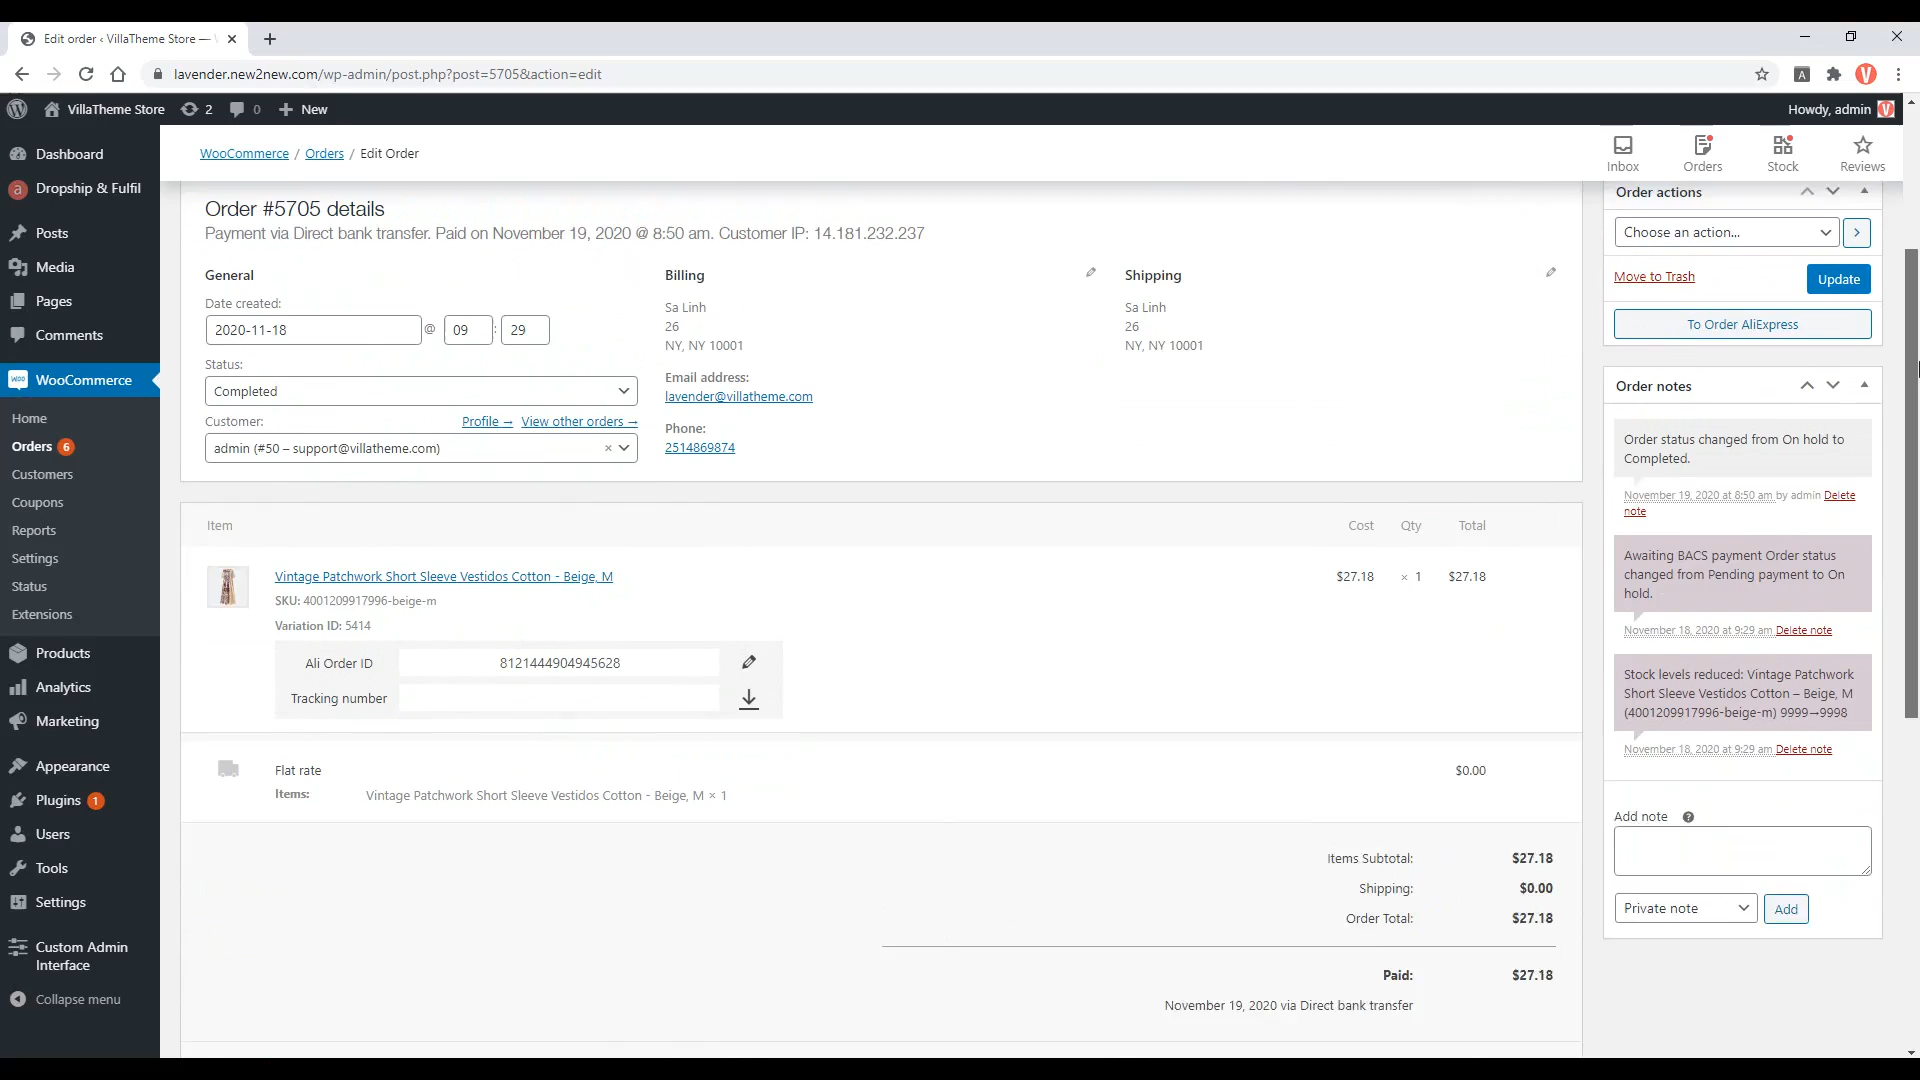 Edit order ‹ VillaTheme Store —
lavender.new2new.com/wp-admin/post.php?post=5705&action=edit
VillaTheme Store 2 0 New
Howdy, admin
Dashboard
Dropship & Fulfil
Posts
Media
Pages
Comments
WooCommerce
Home
Orders 6
Customers
Coupons
Reports
Settings
Status
Extensions
Products
Analytics
Marketing
Appearance
Plugins 1
Users
Tools
Settings
Custom Admin
Interface
Collapse menu
WooCommerce / Orders / Edit Order
Inbox
Orders
Stock
Reviews
Order #5705 details
Payment via Direct bank transfer. Paid on November 19, 2020 @ 8:50 am. Customer IP: 14.181.232.237
General
Date created:
2020-11-18 @ 09 : 29
Status:
Completed
Customer:
Profile →
View other orders →
admin (#50 – support@villatheme.com) ×
Billing
Sa Linh
26
NY, NY 10001
Email address:
lavender@villatheme.com
Phone:
2514869874
Shipping
Sa Linh
26
NY, NY 10001
Item Cost Qty Total
Vintage Patchwork Short Sleeve Vestidos Cotton - Beige, M $27.18 × 1 $27.18
SKU: 4001209917996-beige-m
Variation ID: 5414
Ali Order ID 8121444904945628
Tracking number
Flat rate $0.00
Items: Vintage Patchwork Short Sleeve Vestidos Cotton - Beige, M × 1
Items Subtotal: $27.18
Shipping: $0.00
Order Total: $27.18
Paid: $27.18
November 19, 2020 via Direct bank transfer
Order actions
Choose an action...
Move to Trash
Update
To Order AliExpress
Order notes
Order status changed from On hold to
Completed.
November 19, 2020 at 8:50 am by admin Delete
note
Awaiting BACS payment Order status
changed from Pending payment to On
hold.
November 18, 2020 at 9:29 am Delete note
Stock levels reduced: Vintage Patchwork
Short Sleeve Vestidos Cotton – Beige, M
(4001209917996-beige-m) 9999→9998
November 18, 2020 at 9:29 am Delete note
Add note
Private note
Add